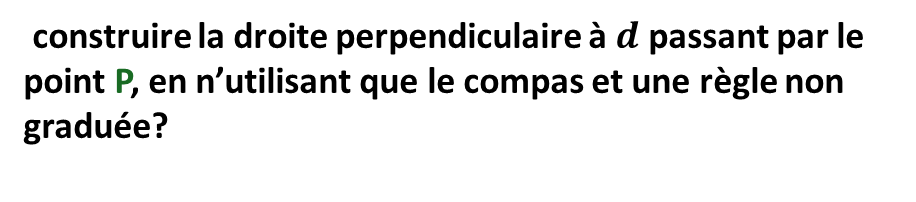 construire la droite perpendiculaire à d passant par le
point P, en n’utilisant que le compas et une règle non
graduée?